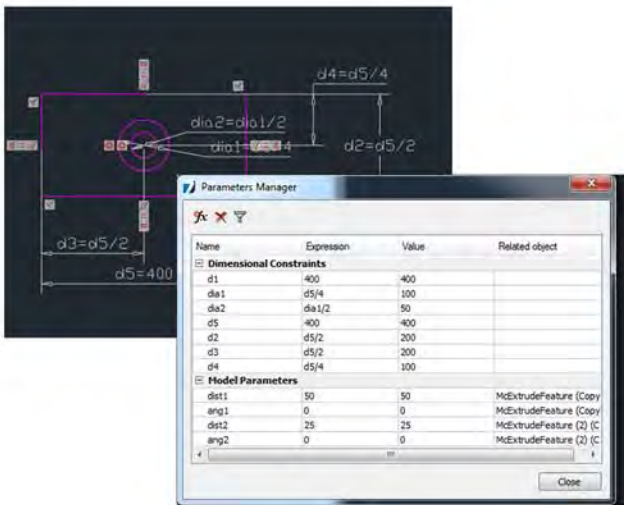 d4=d5/4
dia2=dia1/2
d2=d5/2
d3=d5/2
d5=400
Parameters Manager
fx
Name Expression Value Related object
Dimensional Constraints
d1 400 400
dia1 d5/4 100
dia2 dia1/2 50
d5 400 400
d2 d5/2 200
d3 d5/2 200
d4 d5/4 100
Model Parameters
dist1 50 50 McExtrudeFeature (Copy
ang1 0 0 McExtrudeFeature (Copy
dist2 25 25 McExtrudeFeature (2) (C
ang2 0 0 McExtrudeFeature (2) (C
Close